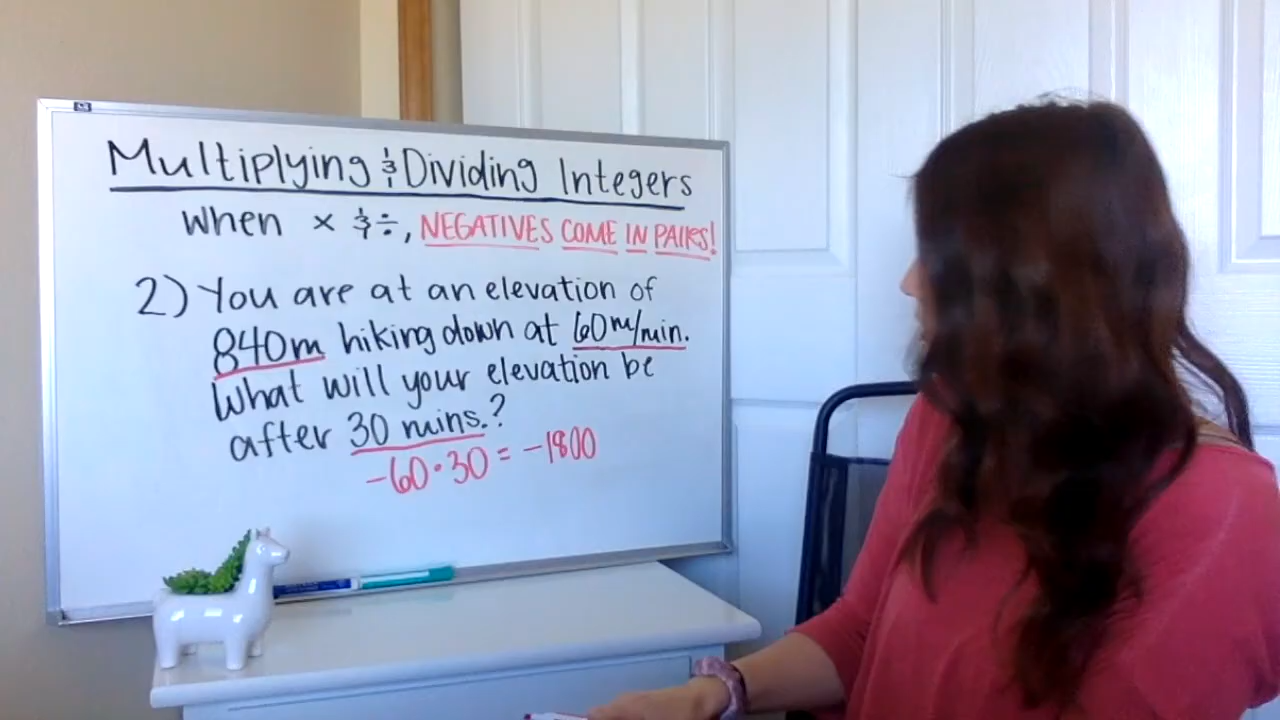 Multiplying & Dividing Integers
When × & ÷, NEGATIVES COME IN PAIRS!
2) You are at an elevation of
840m hiking down at 60m/min.
What will your elevation be
after 30 mins.?
-60·30 = -1800